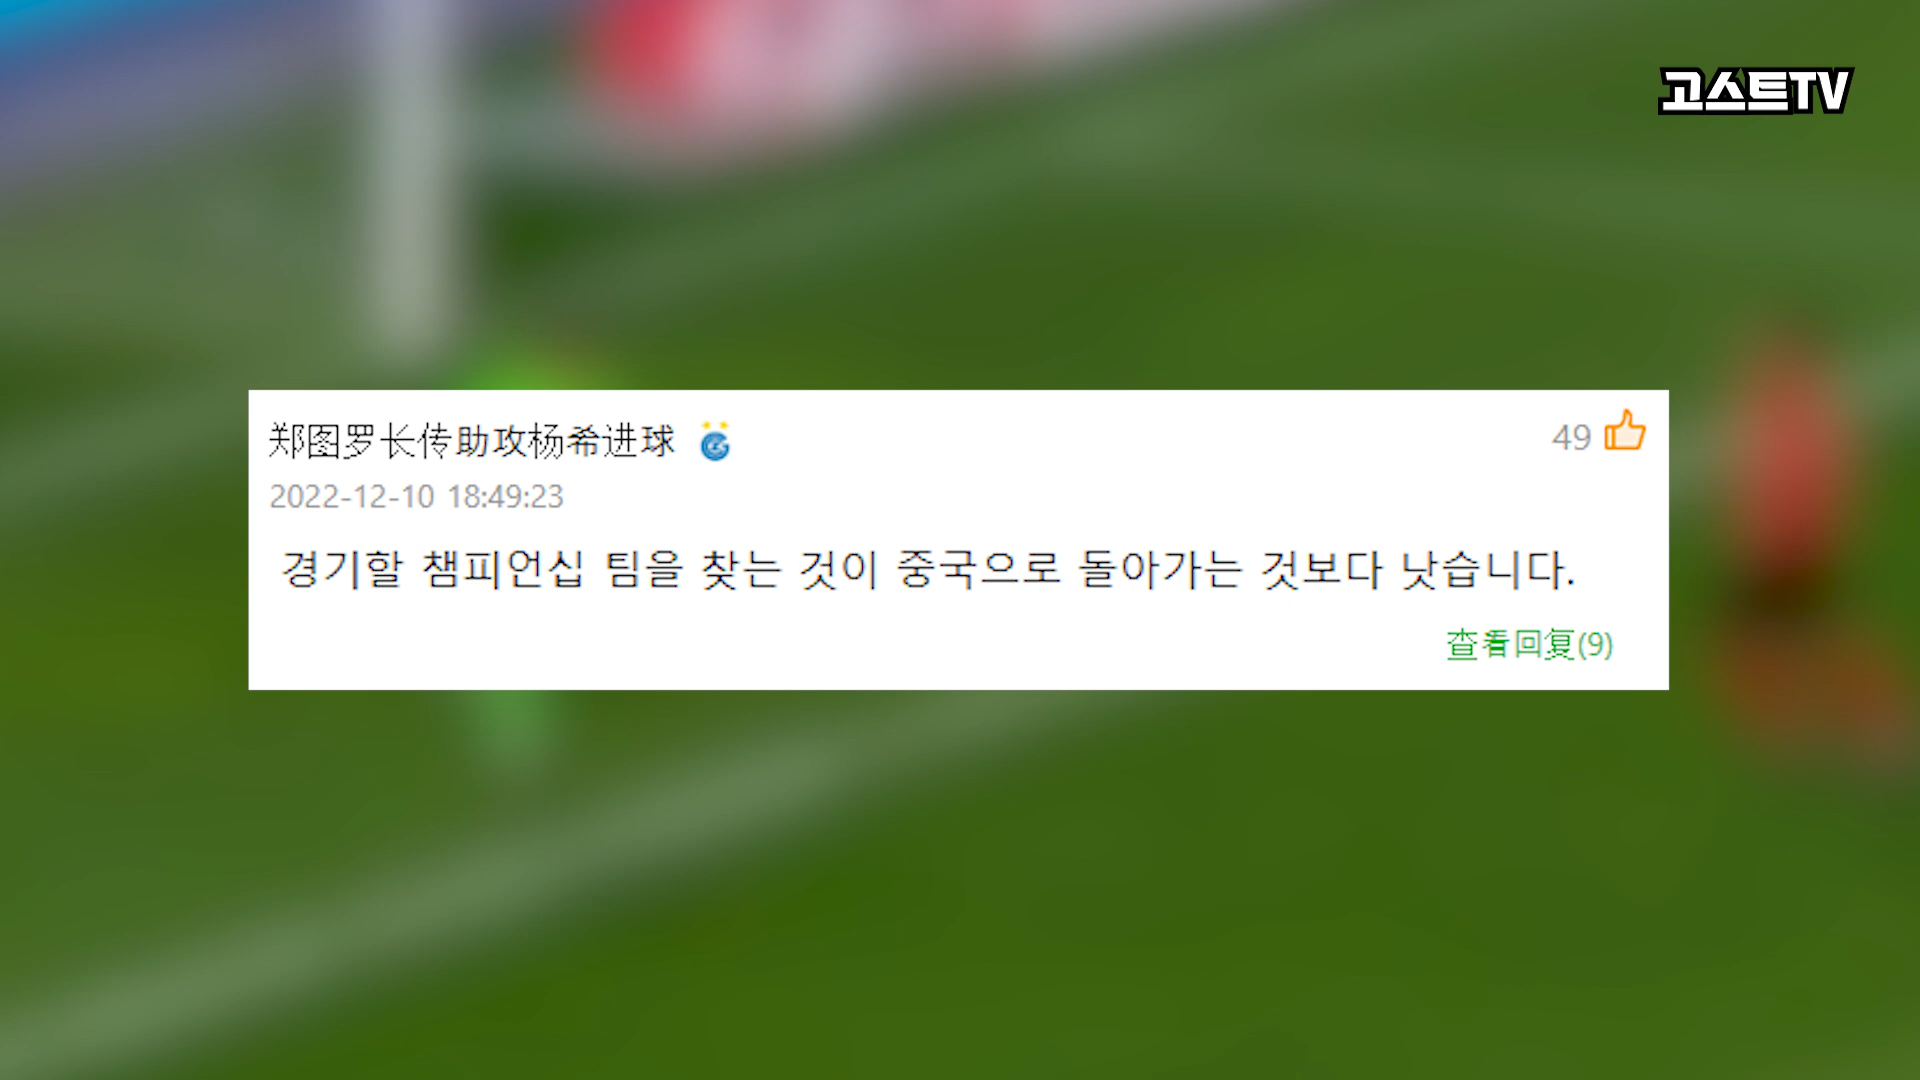 고스트TV
郑图罗长传助攻杨希进球
49
2022-12-10 18:49:23
경기할 챔피언십 팀을 찾는 것이 중국으로 돌아가는 것보다 낫습니다.
查看回复(9)